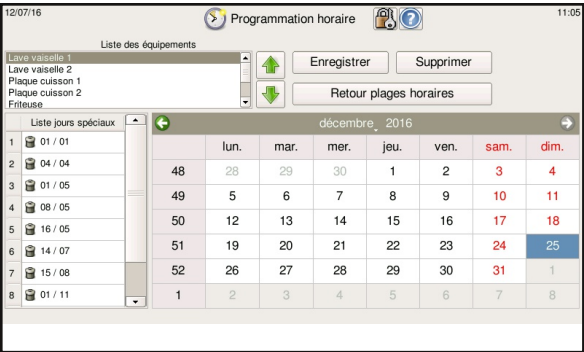 12/07/16
Programmation horaire
11:05
Liste des équipements
Lave vaiselle 1
Lave vaiselle 2
Plaque cuisson 1
Plaque cuisson 2
Friteuse
Enregistrer
Supprimer
Retour plages horaires
Liste jours spéciaux
1 01 / 01
2 04 / 04
3 01 / 05
4 08 / 05
5 16 / 05
6 14 / 07
7 15 / 08
8 01 / 11
décembre, 2016
lun. mar. mer. jeu. ven. sam. dim.
48 28 29 30 1 2 3 4
49 5 6 7 8 9 10 11
50 12 13 14 15 16 17 18
51 19 20 21 22 23 24 25
52 26 27 28 29 30 31 1
1 2 3 4 5 6 7 8